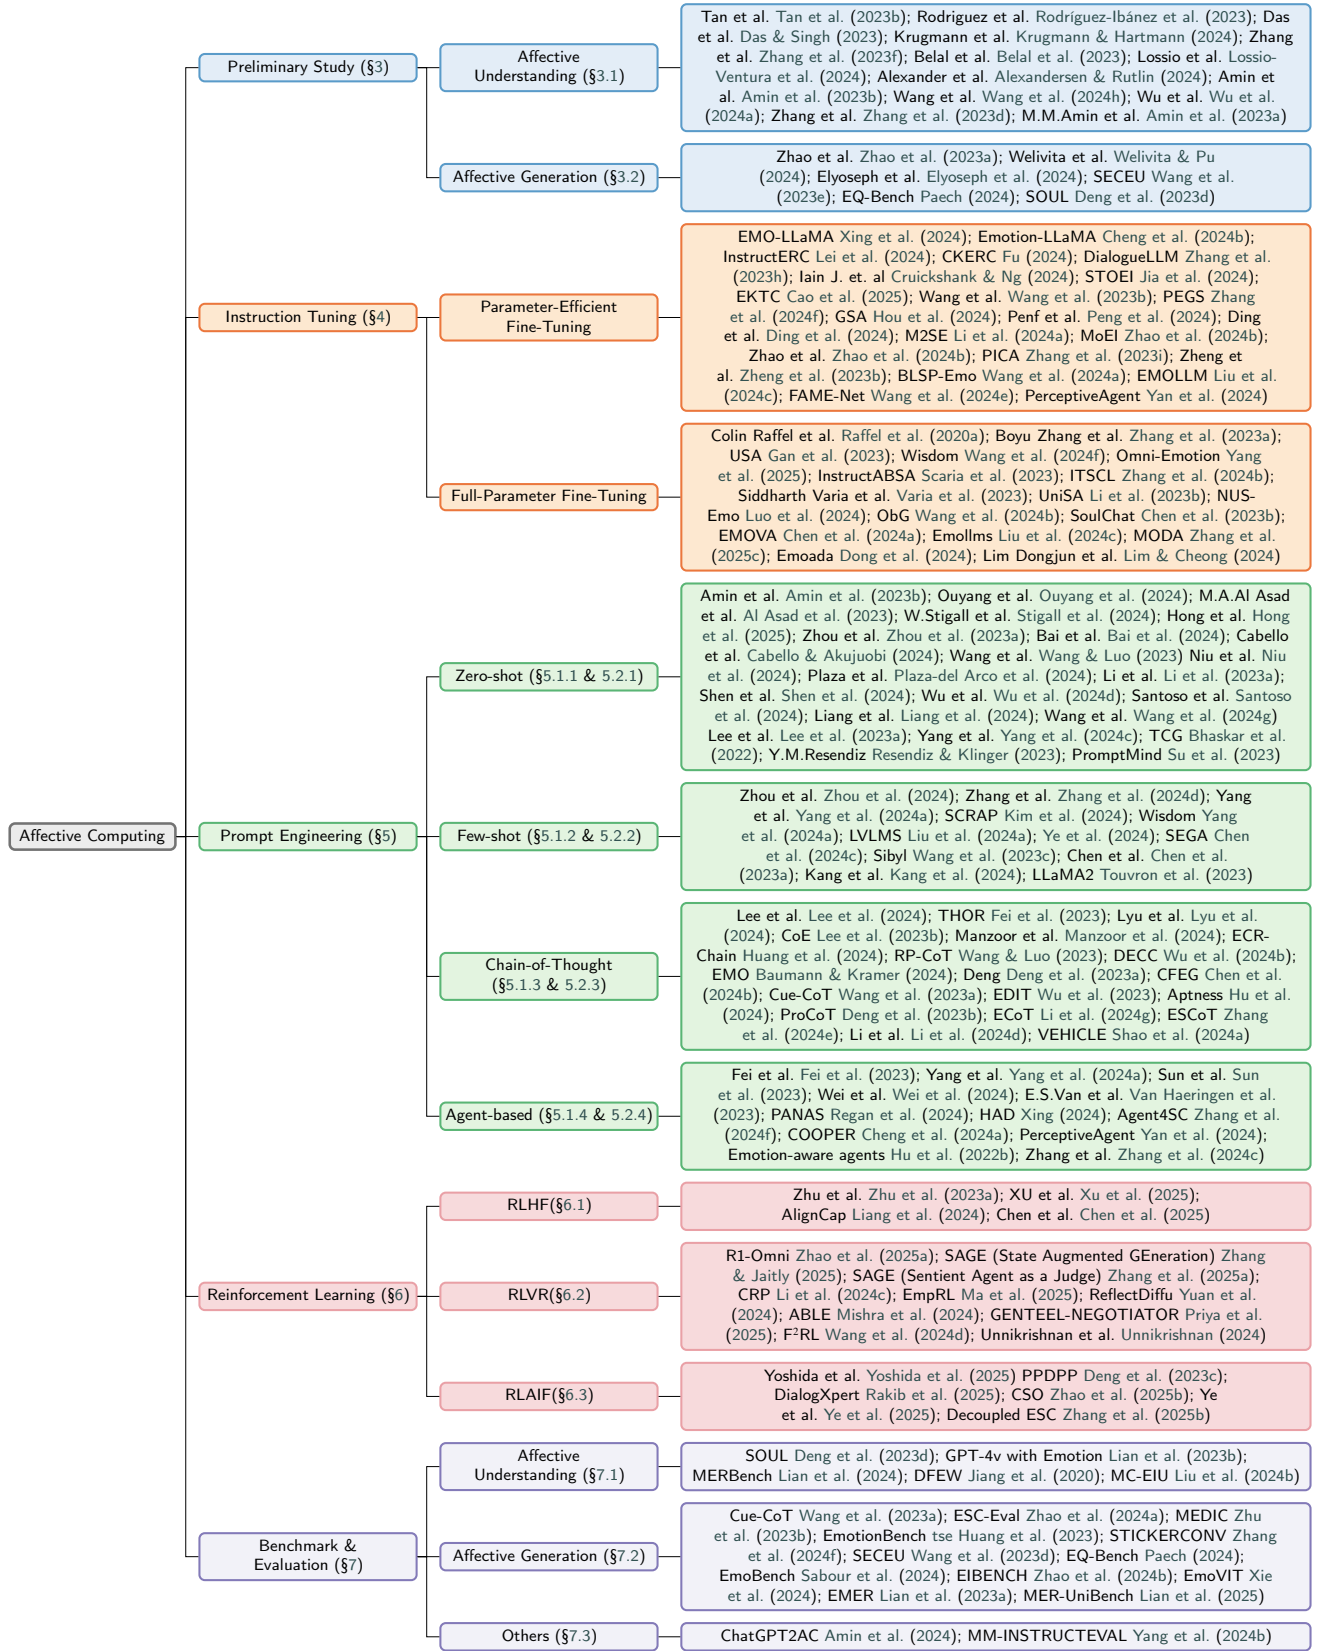 Affective Computing
Preliminary Study (§3)
Affective
Understanding (§3.1)
Tan et al. Tan et al. (2023b); Rodriguez et al. Rodríguez-Ibánez et al. (2023); Das
et al. Das & Singh (2023); Krugmann et al. Krugmann & Hartmann (2024); Zhang
et al. Zhang et al. (2023f); Belal et al. Belal et al. (2023); Lossio et al. Lossio-
Ventura et al. (2024); Alexander et al. Alexandersen & Rutlin (2024); Amin et
al. Amin et al. (2023b); Wang et al. Wang et al. (2024h); Wu et al. Wu et al.
(2024a); Zhang et al. Zhang et al. (2023d); M.M.Amin et al. Amin et al. (2023a)
Affective Generation (§3.2)
Zhao et al. Zhao et al. (2023a); Welivita et al. Welivita & Pu
(2024); Elyoseph et al. Elyoseph et al. (2024); SECEU Wang et al.
(2023e); EQ-Bench Paech (2024); SOUL Deng et al. (2023d)
Instruction Tuning (§4)
Parameter-Efficient
Fine-Tuning
EMO-LLaMA Xing et al. (2024); Emotion-LLaMA Cheng et al. (2024b);
InstructERC Lei et al. (2024); CKERC Fu (2024); DialogueLLM Zhang et al.
(2023h); Iain J. et. al Cruickshank & Ng (2024); STOEI Jia et al. (2024);
EKTC Cao et al. (2025); Wang et al. Wang et al. (2023b); PEGS Zhang
et al. (2024f); GSA Hou et al. (2024); Penf et al. Peng et al. (2024); Ding
et al. Ding et al. (2024); M2SE Li et al. (2024a); MoEI Zhao et al. (2024b);
Zhao et al. Zhao et al. (2024b); PICA Zhang et al. (2023i); Zheng et
al. Zheng et al. (2023b); BLSP-Emo Wang et al. (2024a); EMOLLM Liu et al.
(2024c); FAME-Net Wang et al. (2024e); PerceptiveAgent Yan et al. (2024)
Full-Parameter Fine-Tuning
Colin Raffel et al. Raffel et al. (2020a); Boyu Zhang et al. Zhang et al. (2023a);
USA Gan et al. (2023); Wisdom Wang et al. (2024f); Omni-Emotion Yang
et al. (2025); InstructABSA Scaria et al. (2023); ITSCL Zhang et al. (2024b);
Siddharth Varia et al. Varia et al. (2023); UniSA Li et al. (2023b); NUS-
Emo Luo et al. (2024); ObG Wang et al. (2024b); SoulChat Chen et al. (2023b);
EMOVA Chen et al. (2024a); Emollms Liu et al. (2024c); MODA Zhang et al.
(2025c); Emoada Dong et al. (2024); Lim Dongjun et al. Lim & Cheong (2024)
Prompt Engineering (§5)
Zero-shot (§5.1.1 & 5.2.1)
Amin et al. Amin et al. (2023b); Ouyang et al. Ouyang et al. (2024); M.A.Al Asad
et al. Al Asad et al. (2023); W.Stigall et al. Stigall et al. (2024); Hong et al. Hong
et al. (2025); Zhou et al. Zhou et al. (2023a); Bai et al. Bai et al. (2024); Cabello
et al. Cabello & Akujuobi (2024); Wang et al. Wang & Luo (2023) Niu et al. Niu
et al. (2024); Plaza et al. Plaza-del Arco et al. (2024); Li et al. Li et al. (2023a);
Shen et al. Shen et al. (2024); Wu et al. Wu et al. (2024d); Santoso et al. Santoso
et al. (2024); Liang et al. Liang et al. (2024); Wang et al. Wang et al. (2024g)
Lee et al. Lee et al. (2023a); Yang et al. Yang et al. (2024c); TCG Bhaskar et al.
(2022); Y.M.Resendiz Resendiz & Klinger (2023); PromptMind Su et al. (2023)
Few-shot (§5.1.2 & 5.2.2)
Zhou et al. Zhou et al. (2024); Zhang et al. Zhang et al. (2024d); Yang
et al. Yang et al. (2024a); SCRAP Kim et al. (2024); Wisdom Yang
et al. (2024a); LVLMS Liu et al. (2024a); Ye et al. (2024); SEGA Chen
et al. (2024c); Sibyl Wang et al. (2023c); Chen et al. Chen et al.
(2023a); Kang et al. Kang et al. (2024); LLaMA2 Touvron et al. (2023)
Chain-of-Thought
(§5.1.3 & 5.2.3)
Lee et al. Lee et al. (2024); THOR Fei et al. (2023); Lyu et al. Lyu et al.
(2024); CoE Lee et al. (2023b); Manzoor et al. Manzoor et al. (2024); ECR-
Chain Huang et al. (2024); RP-CoT Wang & Luo (2023); DECC Wu et al. (2024b);
EMO Baumann & Kramer (2024); Deng Deng et al. (2023a); CFEG Chen et al.
(2024b); Cue-CoT Wang et al. (2023a); EDIT Wu et al. (2023); Aptness Hu et al.
(2024); ProCoT Deng et al. (2023b); ECoT Li et al. (2024g); ESCoT Zhang
et al. (2024e); Li et al. Li et al. (2024d); VEHICLE Shao et al. (2024a)
Agent-based (§5.1.4 & 5.2.4)
Fei et al. Fei et al. (2023); Yang et al. Yang et al. (2024a); Sun et al. Sun
et al. (2023); Wei et al. Wei et al. (2024); E.S.Van et al. Van Haeringen et al.
(2023); PANAS Regan et al. (2024); HAD Xing (2024); Agent4SC Zhang et al.
(2024f); COOPER Cheng et al. (2024a); PerceptiveAgent Yan et al. (2024);
Emotion-aware agents Hu et al. (2022b); Zhang et al. Zhang et al. (2024c)
Reinforcement Learning (§6)
RLHF(§6.1)
Zhu et al. Zhu et al. (2023a); XU et al. Xu et al. (2025);
AlignCap Liang et al. (2024); Chen et al. Chen et al. (2025)
RLVR(§6.2)
R1-Omni Zhao et al. (2025a); SAGE (State Augmented GEneration) Zhang
& Jaitly (2025); SAGE (Sentient Agent as a Judge) Zhang et al. (2025a);
CRP Li et al. (2024c); EmpRL Ma et al. (2025); ReflectDiffu Yuan et al.
(2024); ABLE Mishra et al. (2024); GENTEEL-NEGOTIATOR Priya et al.
(2025); F²RL Wang et al. (2024d); Unnikrishnan et al. Unnikrishnan (2024)
RLAIF(§6.3)
Yoshida et al. Yoshida et al. (2025) PPDPP Deng et al. (2023c);
DialogXpert Rakib et al. (2025); CSO Zhao et al. (2025b); Ye
et al. Ye et al. (2025); Decoupled ESC Zhang et al. (2025b)
Benchmark &
Evaluation (§7)
Affective
Understanding (§7.1)
SOUL Deng et al. (2023d); GPT-4v with Emotion Lian et al. (2023b);
MERBench Lian et al. (2024); DFEW Jiang et al. (2020); MC-EIU Liu et al. (2024b)
Affective Generation (§7.2)
Cue-CoT Wang et al. (2023a); ESC-Eval Zhao et al. (2024a); MEDIC Zhu
et al. (2023b); EmotionBench tse Huang et al. (2023); STICKERCONV Zhang
et al. (2024f); SECEU Wang et al. (2023d); EQ-Bench Paech (2024);
EmoBench Sabour et al. (2024); EIBENCH Zhao et al. (2024b); EmoVIT Xie
et al. (2024); EMER Lian et al. (2023a); MER-UniBench Lian et al. (2025)
Others (§7.3)
ChatGPT2AC Amin et al. (2024); MM-INSTRUCTEVAL Yang et al. (2024b)